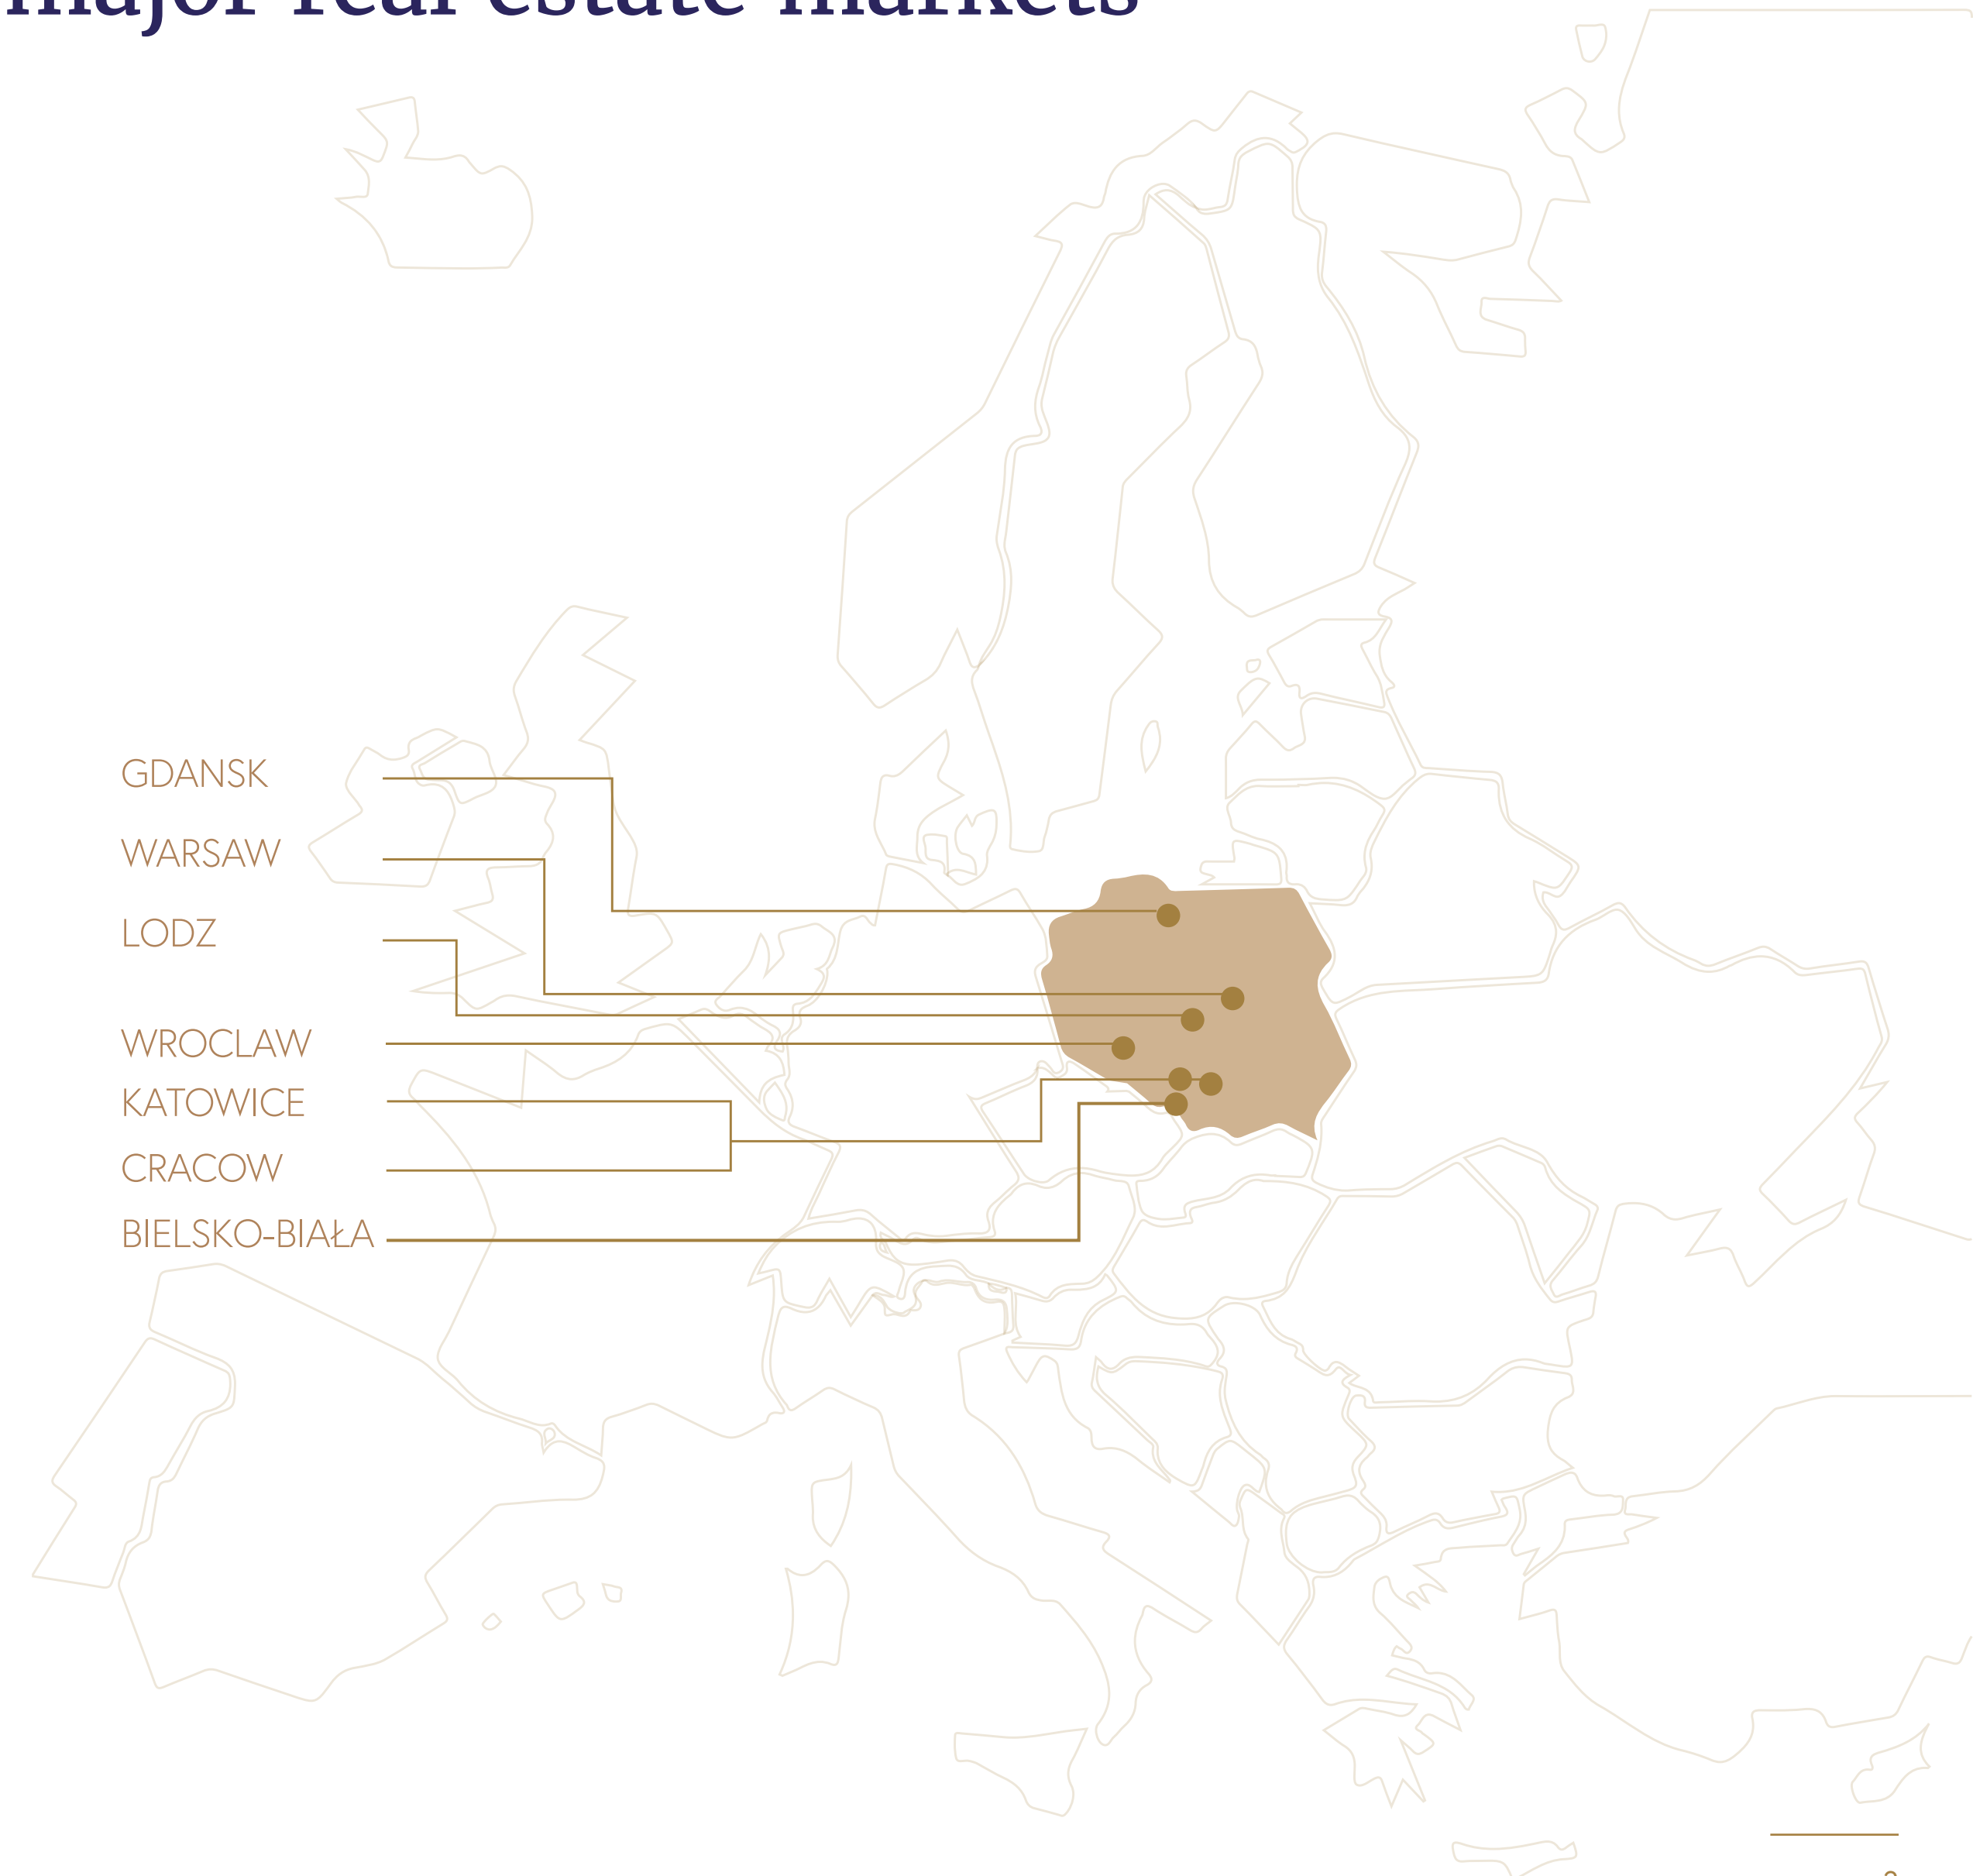 major real estate markets
GDANSK
WARSAW
LODZ
WROCLAW
KATOWICE
CRACOW
BIELSKO-BIAŁA